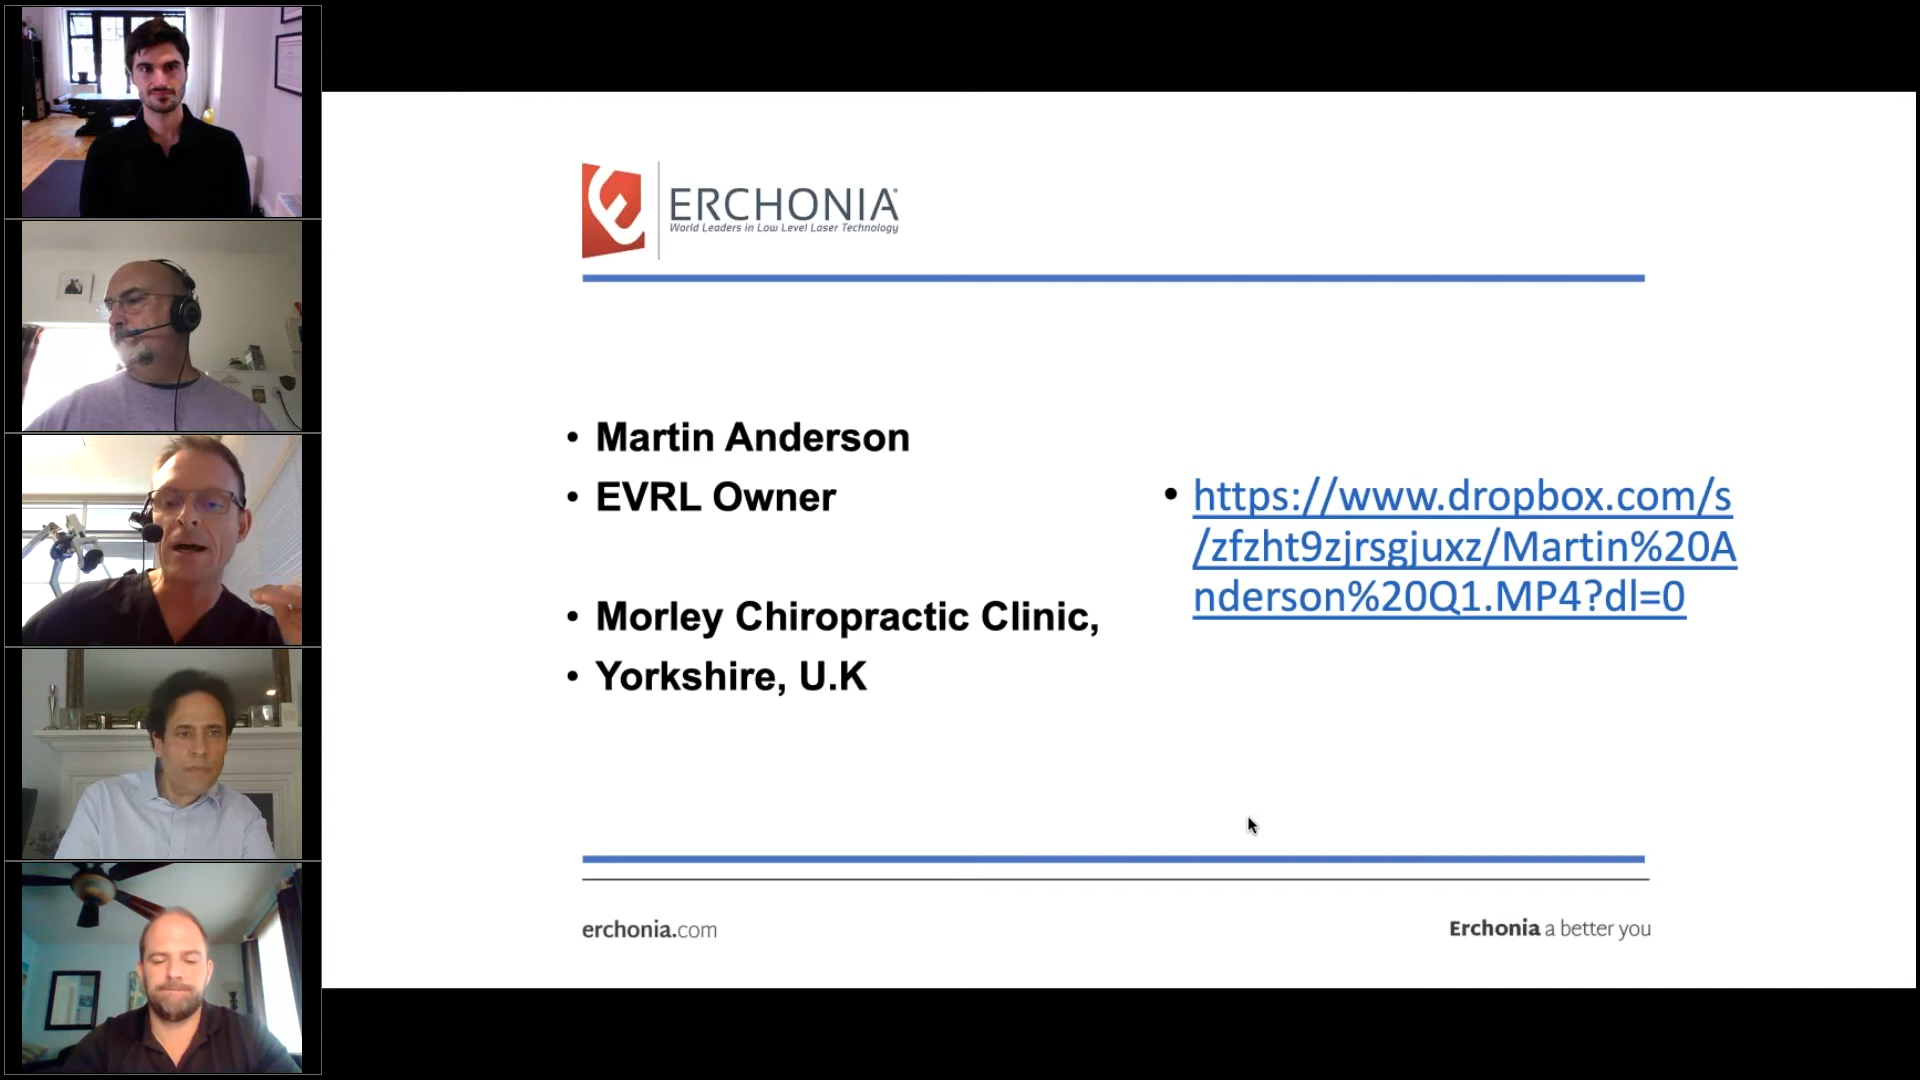 ERCHONIA®
World Leaders in Low Level Laser Technology
• Martin Anderson
• EVRL Owner
• Morley Chiropractic Clinic,
• Yorkshire, U.K
• https://www.dropbox.com/s
/zfzht9zjrsgjuxz/Martin%20A
nderson%20Q1.MP4?dl=0
erchonia.com
Erchonia a better you